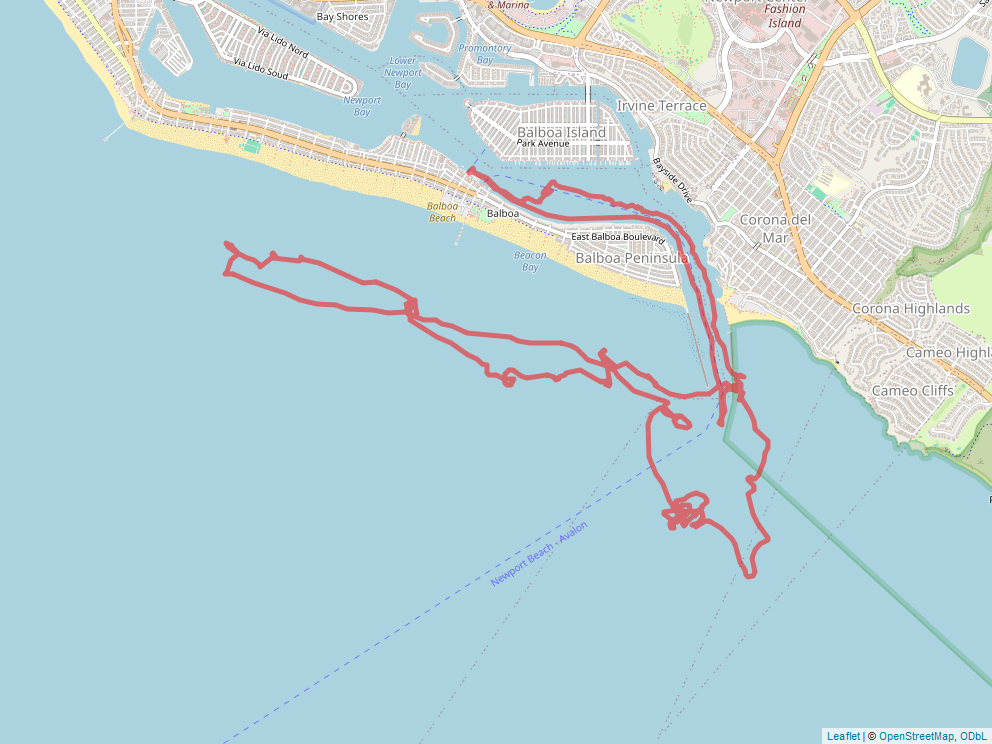 & Marina
Newport Center
Fashion
Island
Bay Shores
Via Lido Nord
Via Lido Soud
Promontory
Bay
Lower
Newport
Bay
Newport
Bay
Irvine Terrace
Balboa Island
Park Avenue
Bayside Drive
Balboa
Beach
Balboa
Corona del
Mar
East Balboa Boulevard
Balboa Peninsula
Beacon
Bay
Corona Highlands
Cameo Highla
Cameo Cliffs
Newport Beach - Avalon
Leaflet | © OpenStreetMap, ODbL